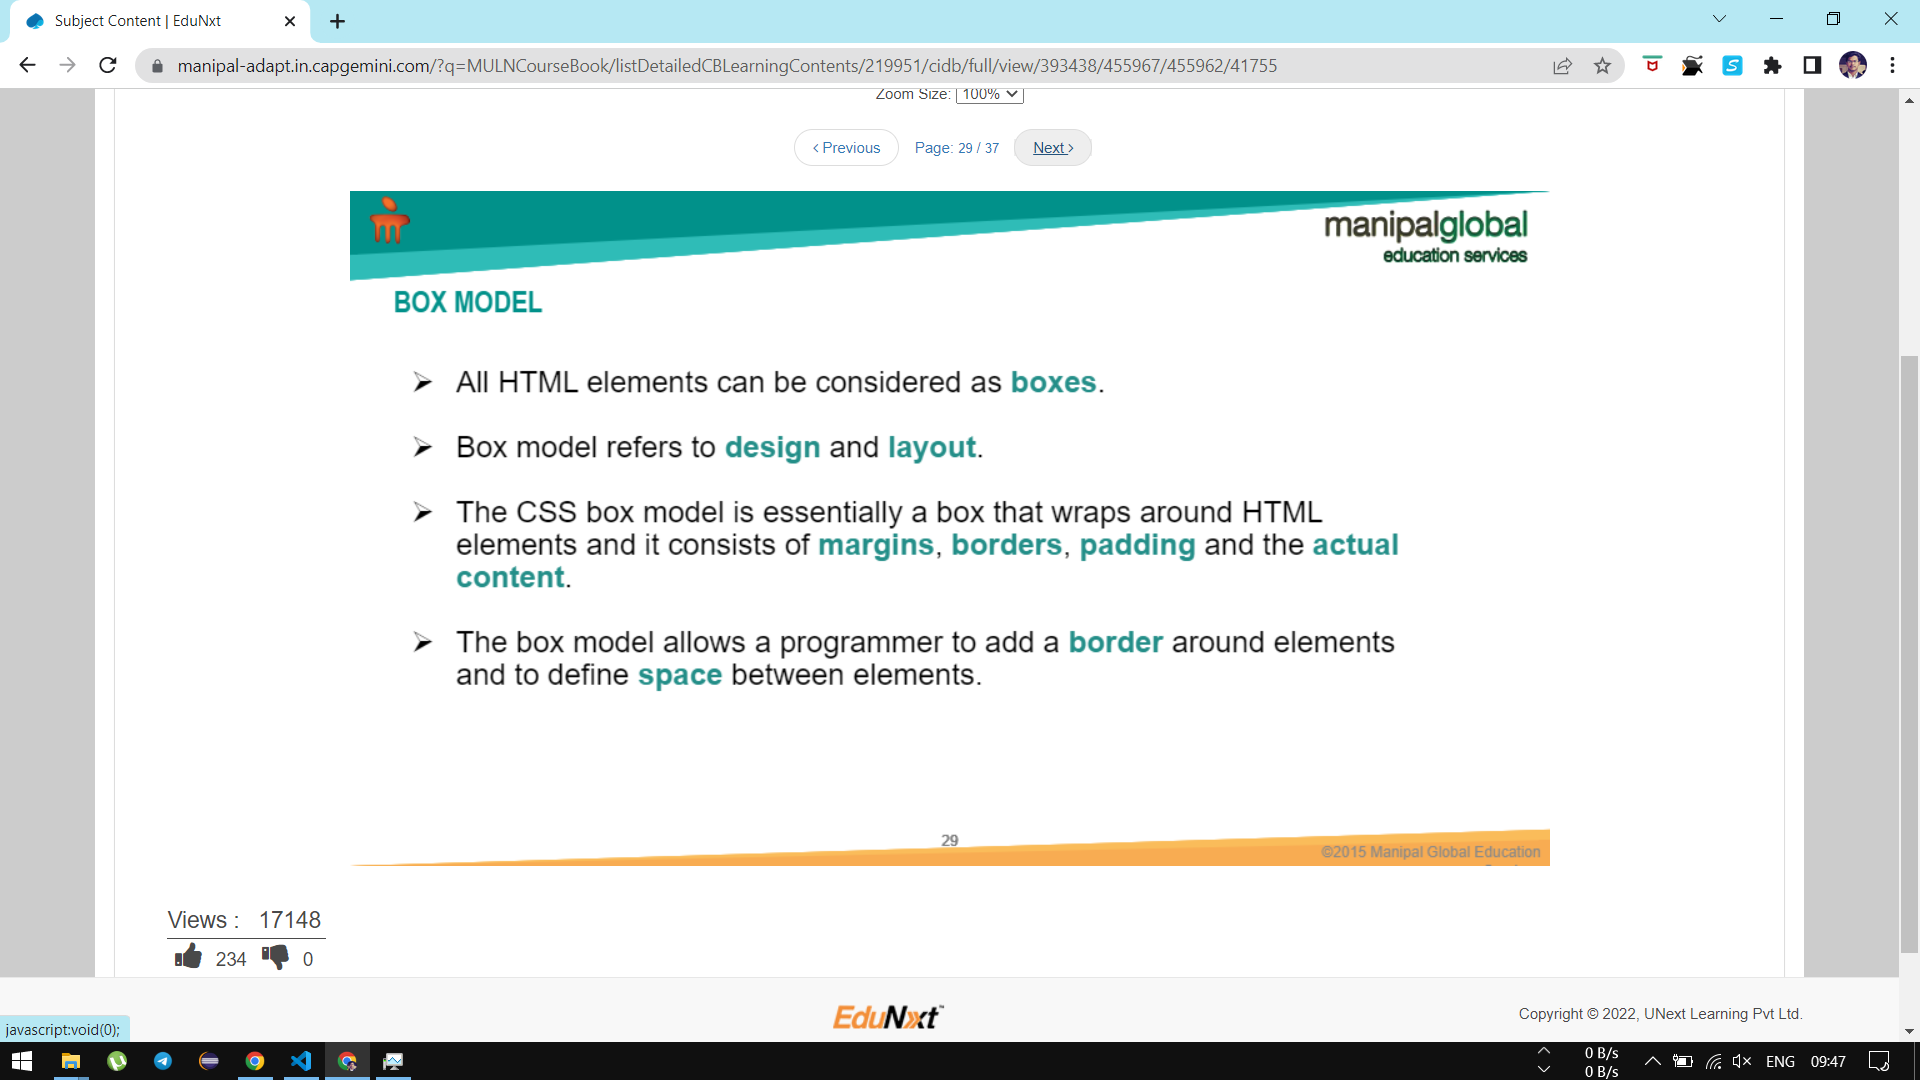 Subject Content | EduNxt
manipal-adapt.in.capgemini.com/?q=MULNCourseBook/listDetailedCBLearningContents/219951/cidb/full/view/393438/455967/455962/41755
Zoom Size: 100%
‹ Previous Page: 29 / 37 Next ›
manipalglobal
education services
BOX MODEL
➢ All HTML elements can be considered as boxes.
➢ Box model refers to design and layout.
➢ The CSS box model is essentially a box that wraps around HTML
elements and it consists of margins, borders, padding and the actual
content.
➢ The box model allows a programmer to add a border around elements
and to define space between elements.
29
©2015 Manipal Global Education
Views : 17148
234 0
EduNxt™
Copyright © 2022, UNext Learning Pvt Ltd.
javascript:void(0);
0 B/s
0 B/s
ENG 09:47